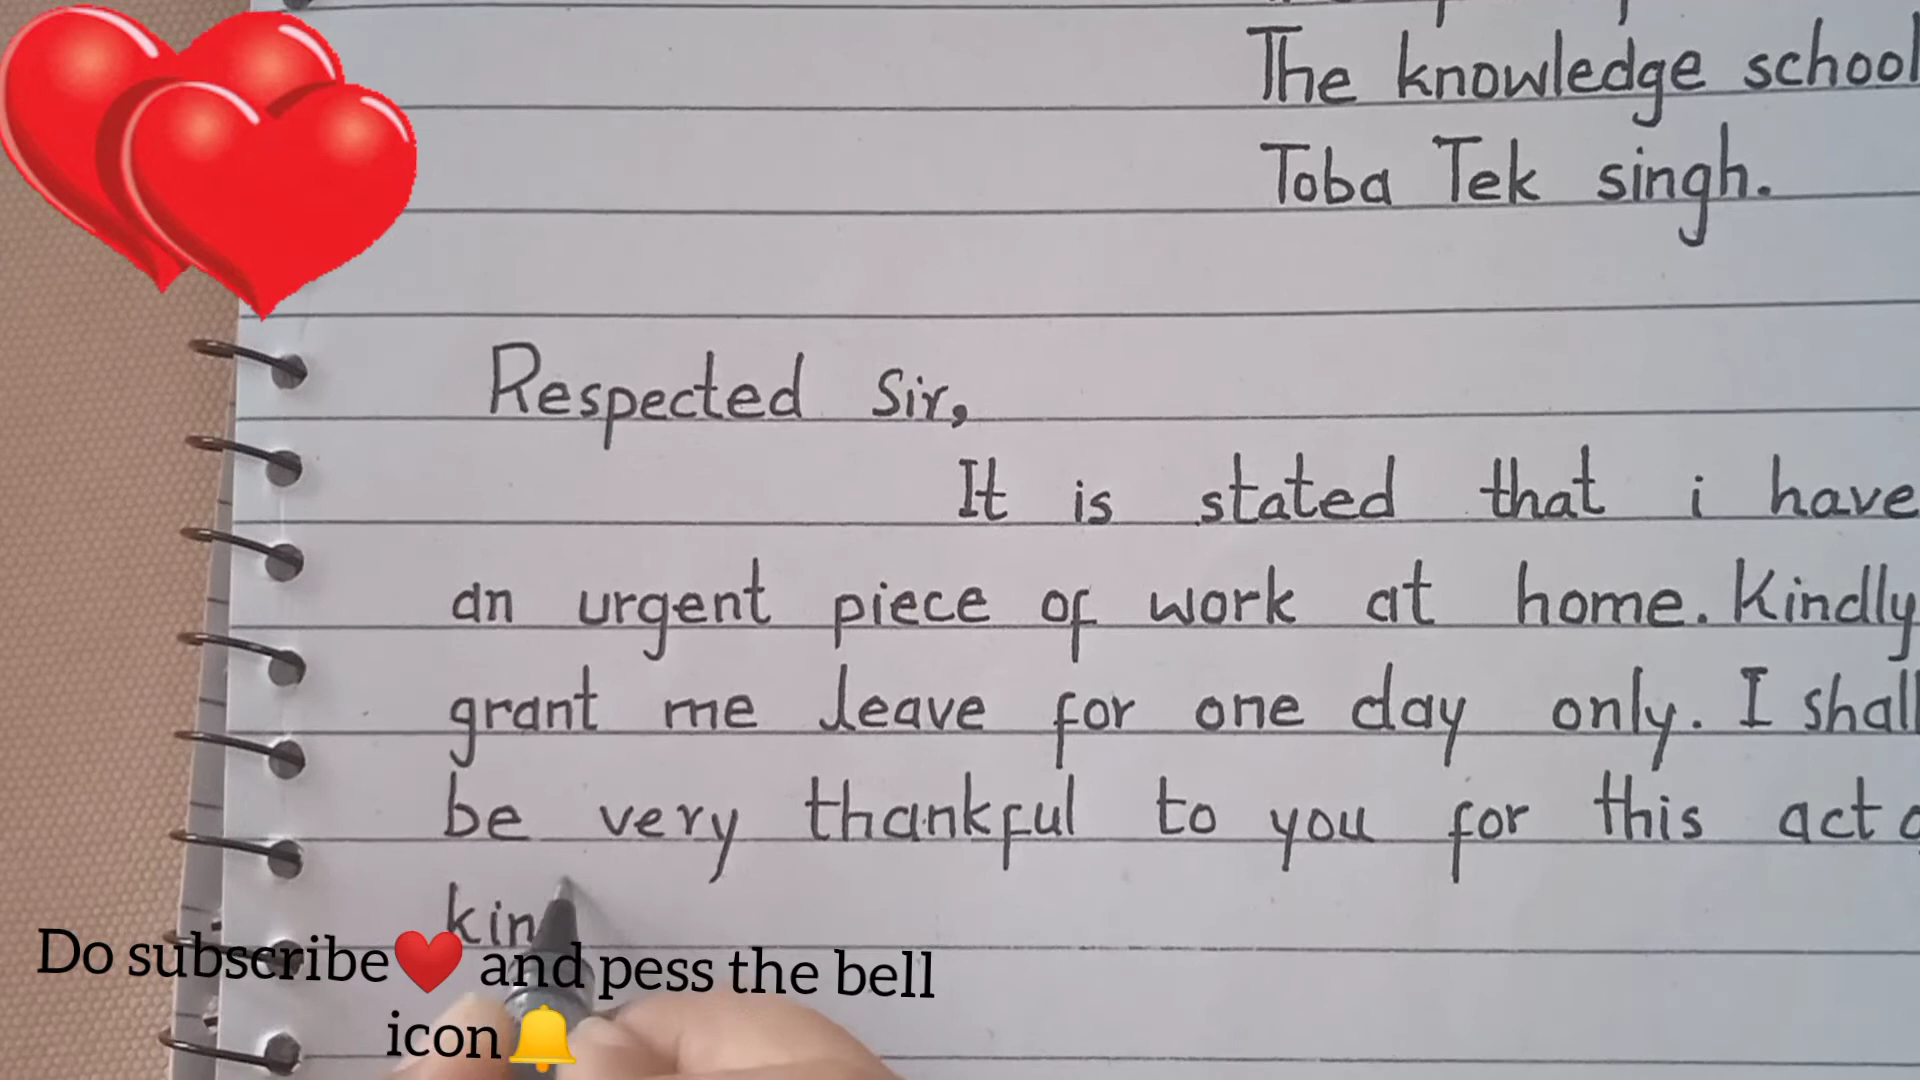 The knowledge school
Toba Tek singh.
Respected Sir,
It is stated that i have
an urgent piece of work at home. Kindly
grant me leave for one day only. I shall
be very thankful to you for this act
kin
Do subscribe❤️ and pess the bell
icon🔔